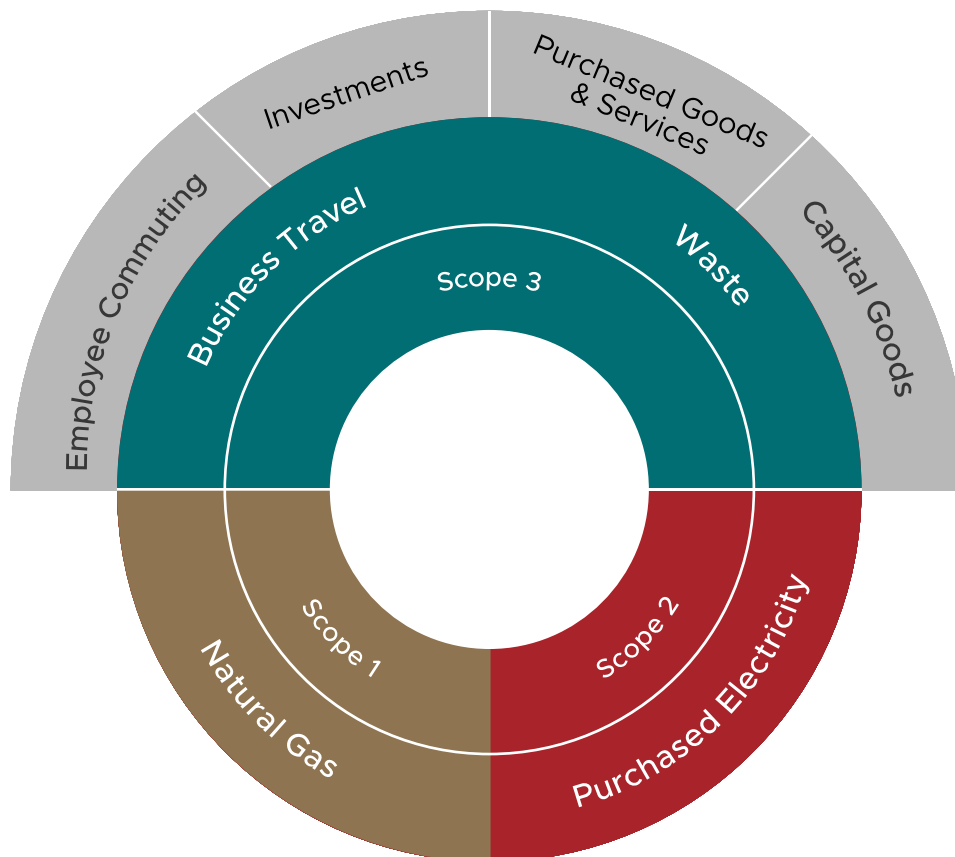 Employee Commuting
Investments
Purchased Goods
& Services
Capital Goods
Business Travel
Waste
Scope 3
Scope 1
Scope 2
Natural Gas
Purchased Electricity